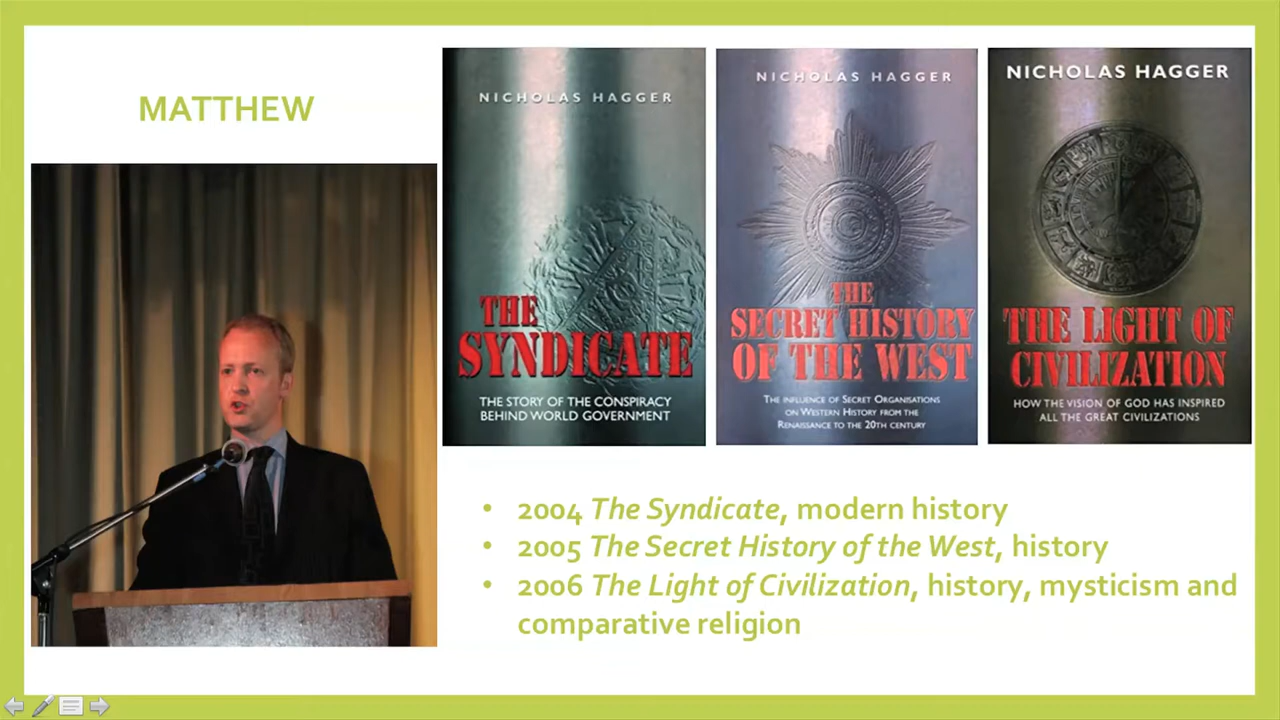 MATTHEW
NICHOLAS HAGGER
THE
SYNDICATE
THE STORY OF THE CONSPIRACY
BEHIND WORLD GOVERNMENT
NICHOLAS HAGGER
THE
SECRET HISTORY
OF THE WEST
THE INFLUENCE OF SECRET ORGANISATIONS
ON WESTERN HISTORY FROM THE
RENAISSANCE TO THE 20TH CENTURY
NICHOLAS HAGGER
THE LIGHT OF
CIVILIZATION
HOW THE VISION OF GOD HAS INSPIRED
ALL THE GREAT CIVILIZATIONS
• 2004 The Syndicate, modern history
• 2005 The Secret History of the West, history
• 2006 The Light of Civilization, history, mysticism and
comparative religion